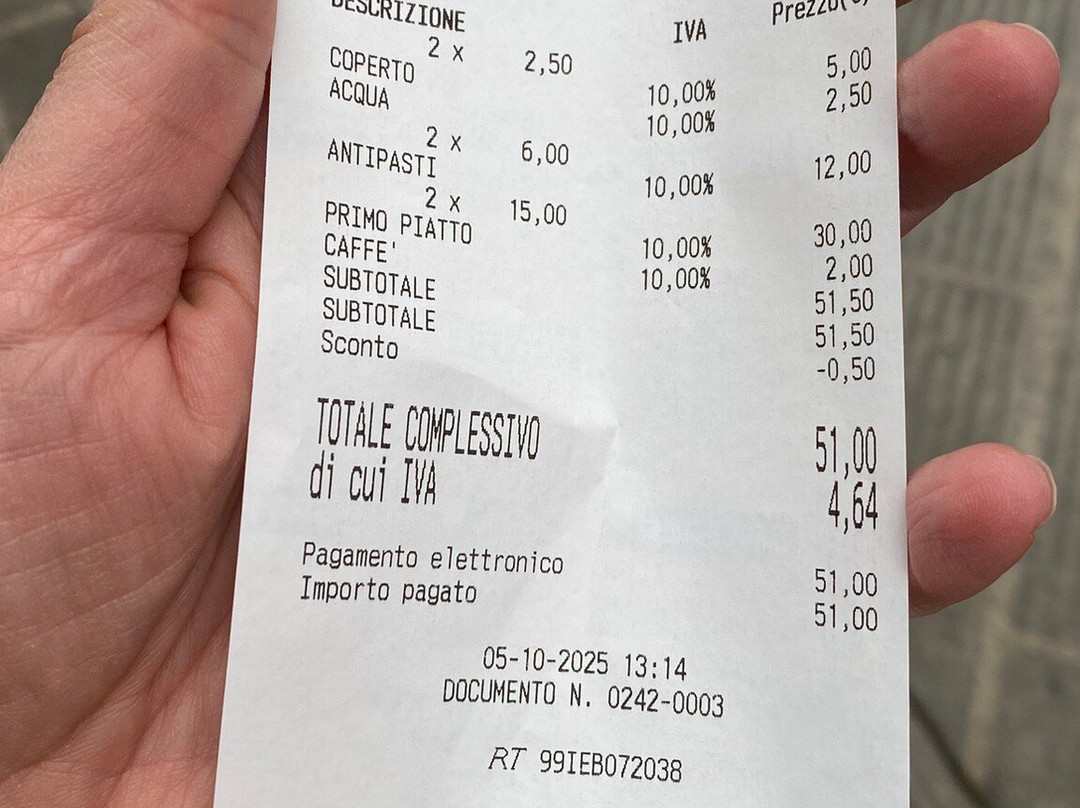 DESCRIZIONE IVA Prezzo(€)
2 x 2,50
COPERTO 10,00% 5,00
ACQUA 10,00% 2,50
2 x 6,00
ANTIPASTI 10,00% 12,00
2 x 15,00
PRIMO PIATTO 10,00% 30,00
CAFFE' 10,00% 2,00
SUBTOTALE 51,50
SUBTOTALE 51,50
Sconto -0,50
TOTALE COMPLESSIVO 51,00
di cui IVA 4,64
Pagamento elettronico 51,00
Importo pagato 51,00
05-10-2025 13:14
DOCUMENTO N. 0242-0003
RT 99IEB072038